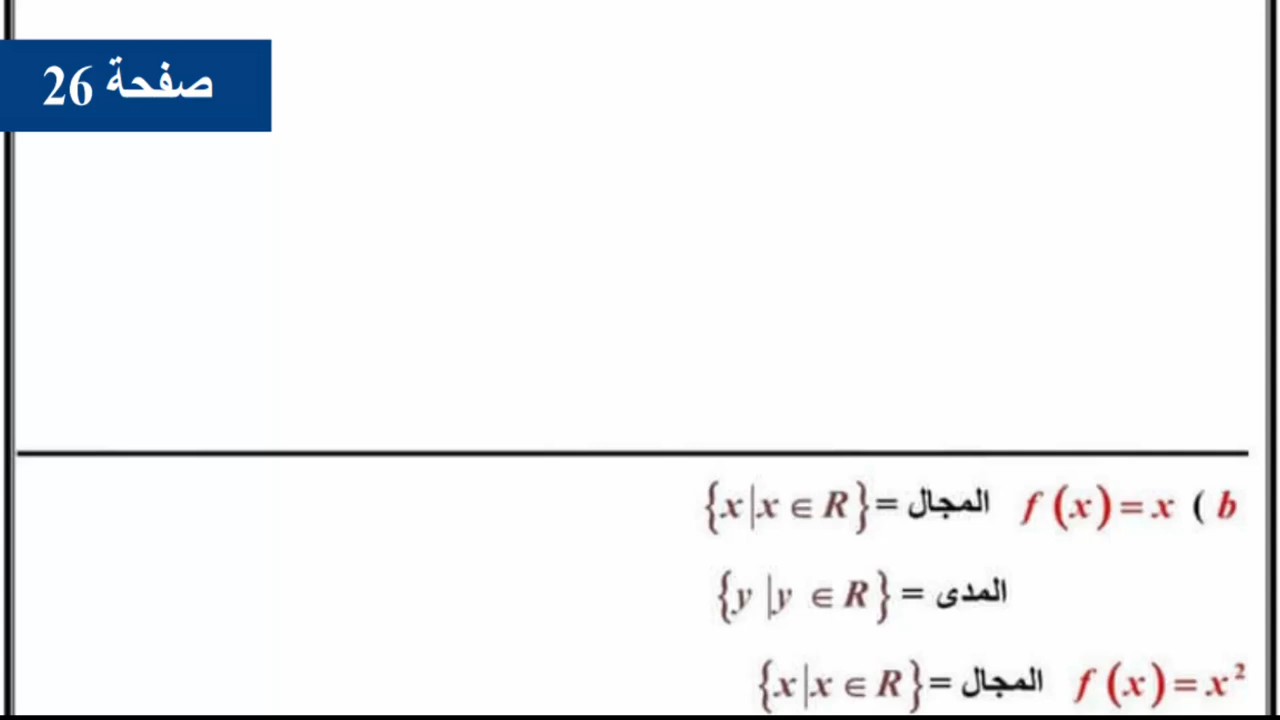 صفحة 26
b ) f (x) = x المجال = {x|x ∈ R}
المدى = {y |y ∈ R}
f (x) = x² المجال = {x|x ∈ R}